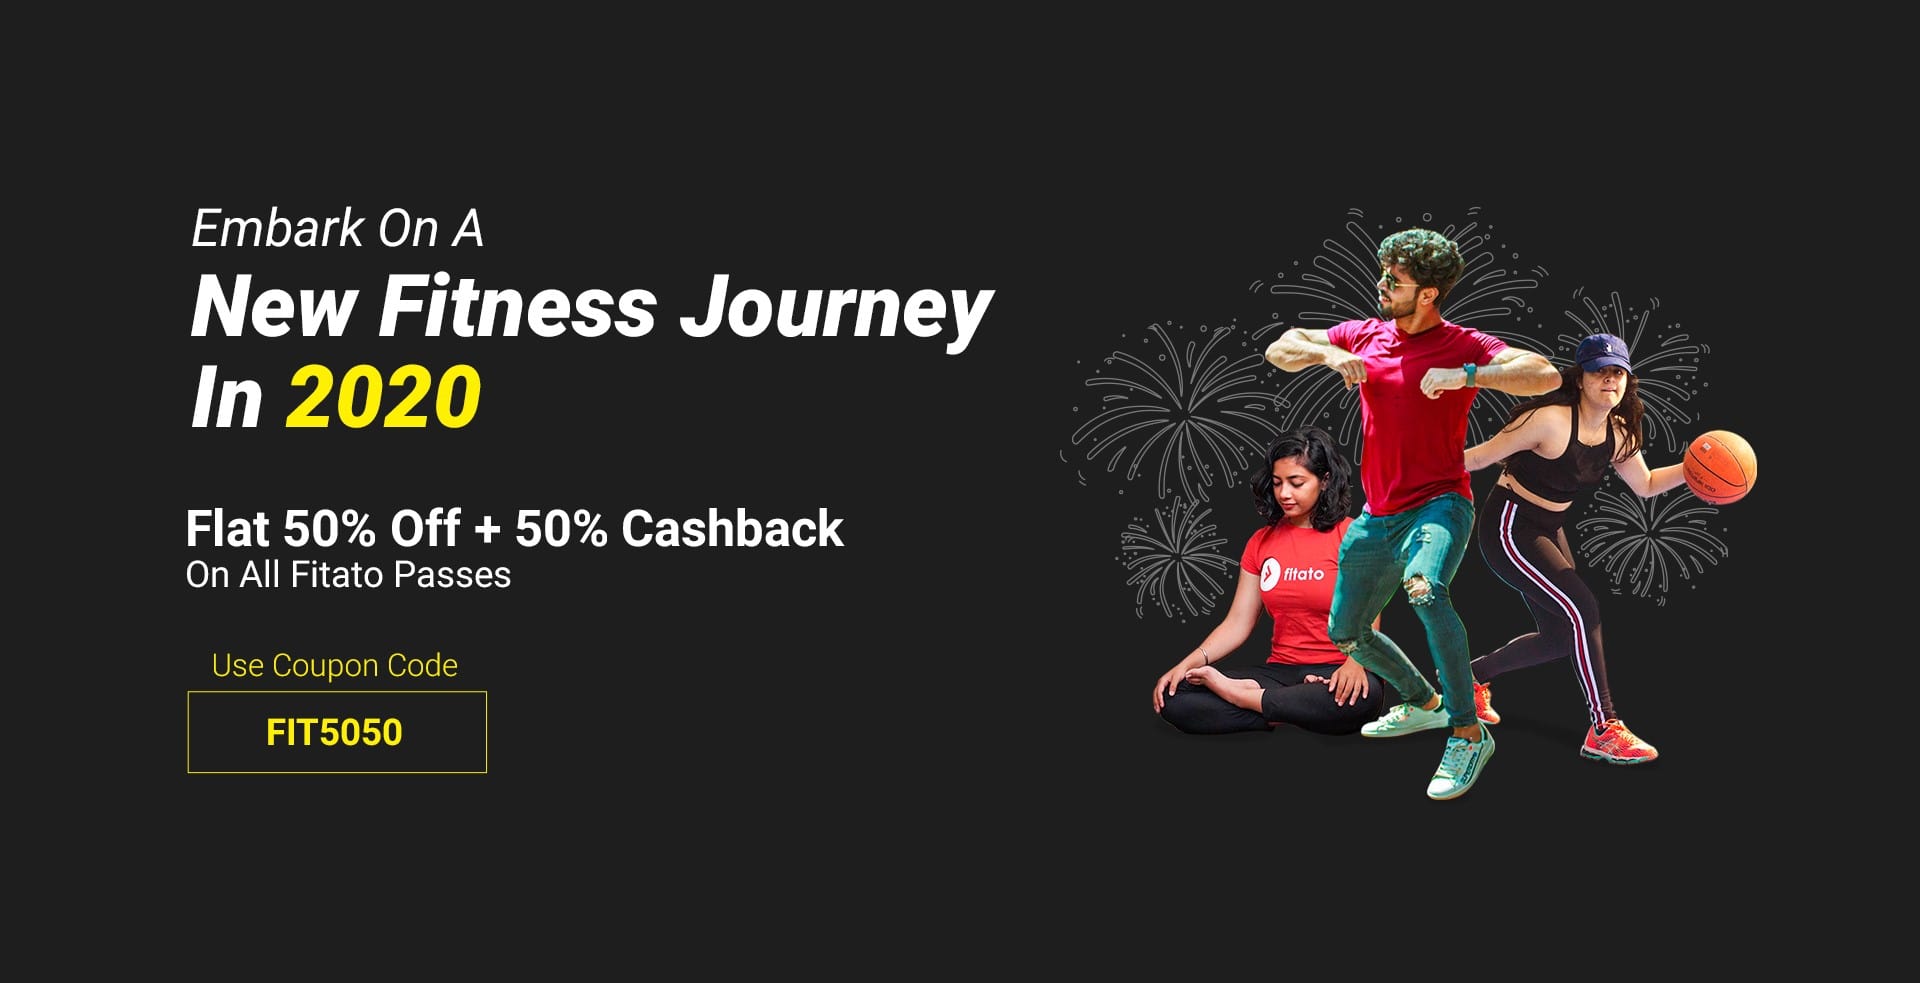 Embark On A
New Fitness Journey
In 2020
Flat 50% Off + 50% Cashback
On All Fitato Passes
Use Coupon Code
FIT5050
fitato